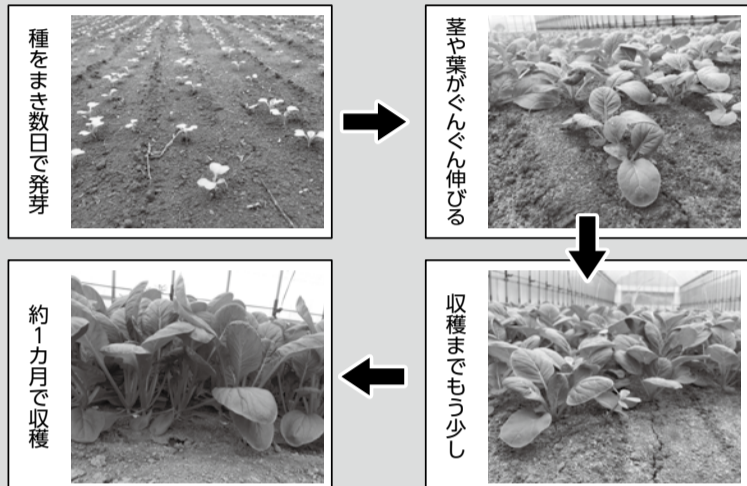 種をまき数日で発芽
茎や葉がぐんぐん伸びる
収穫までもう少し
約1カ月で収穫